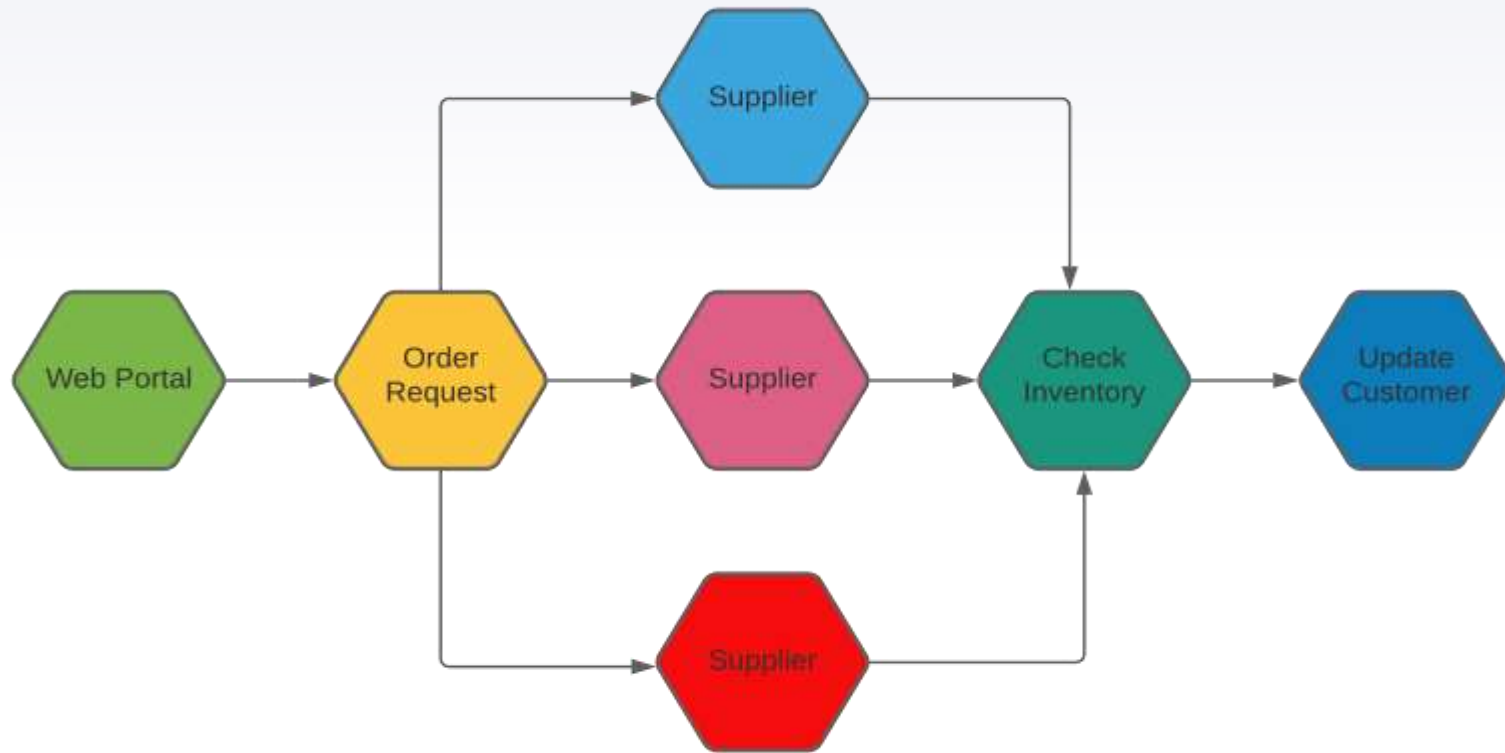 Supplier
Web Portal
Order
Request
Supplier
Check
Inventory
Update
Customer
Supplier